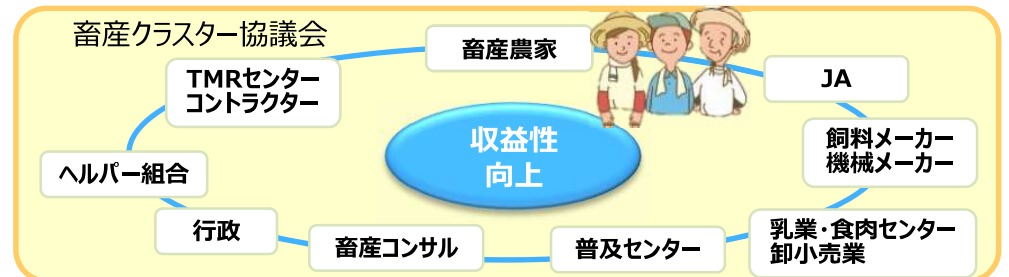 畜産クラスター協議会
畜産農家
TMRセンター
コントラクター
JA
収益性
向上
飼料メーカー
機械メーカー
ヘルパー組合
行政
畜産コンサル
普及センター
乳業・食肉センター
卸小売業